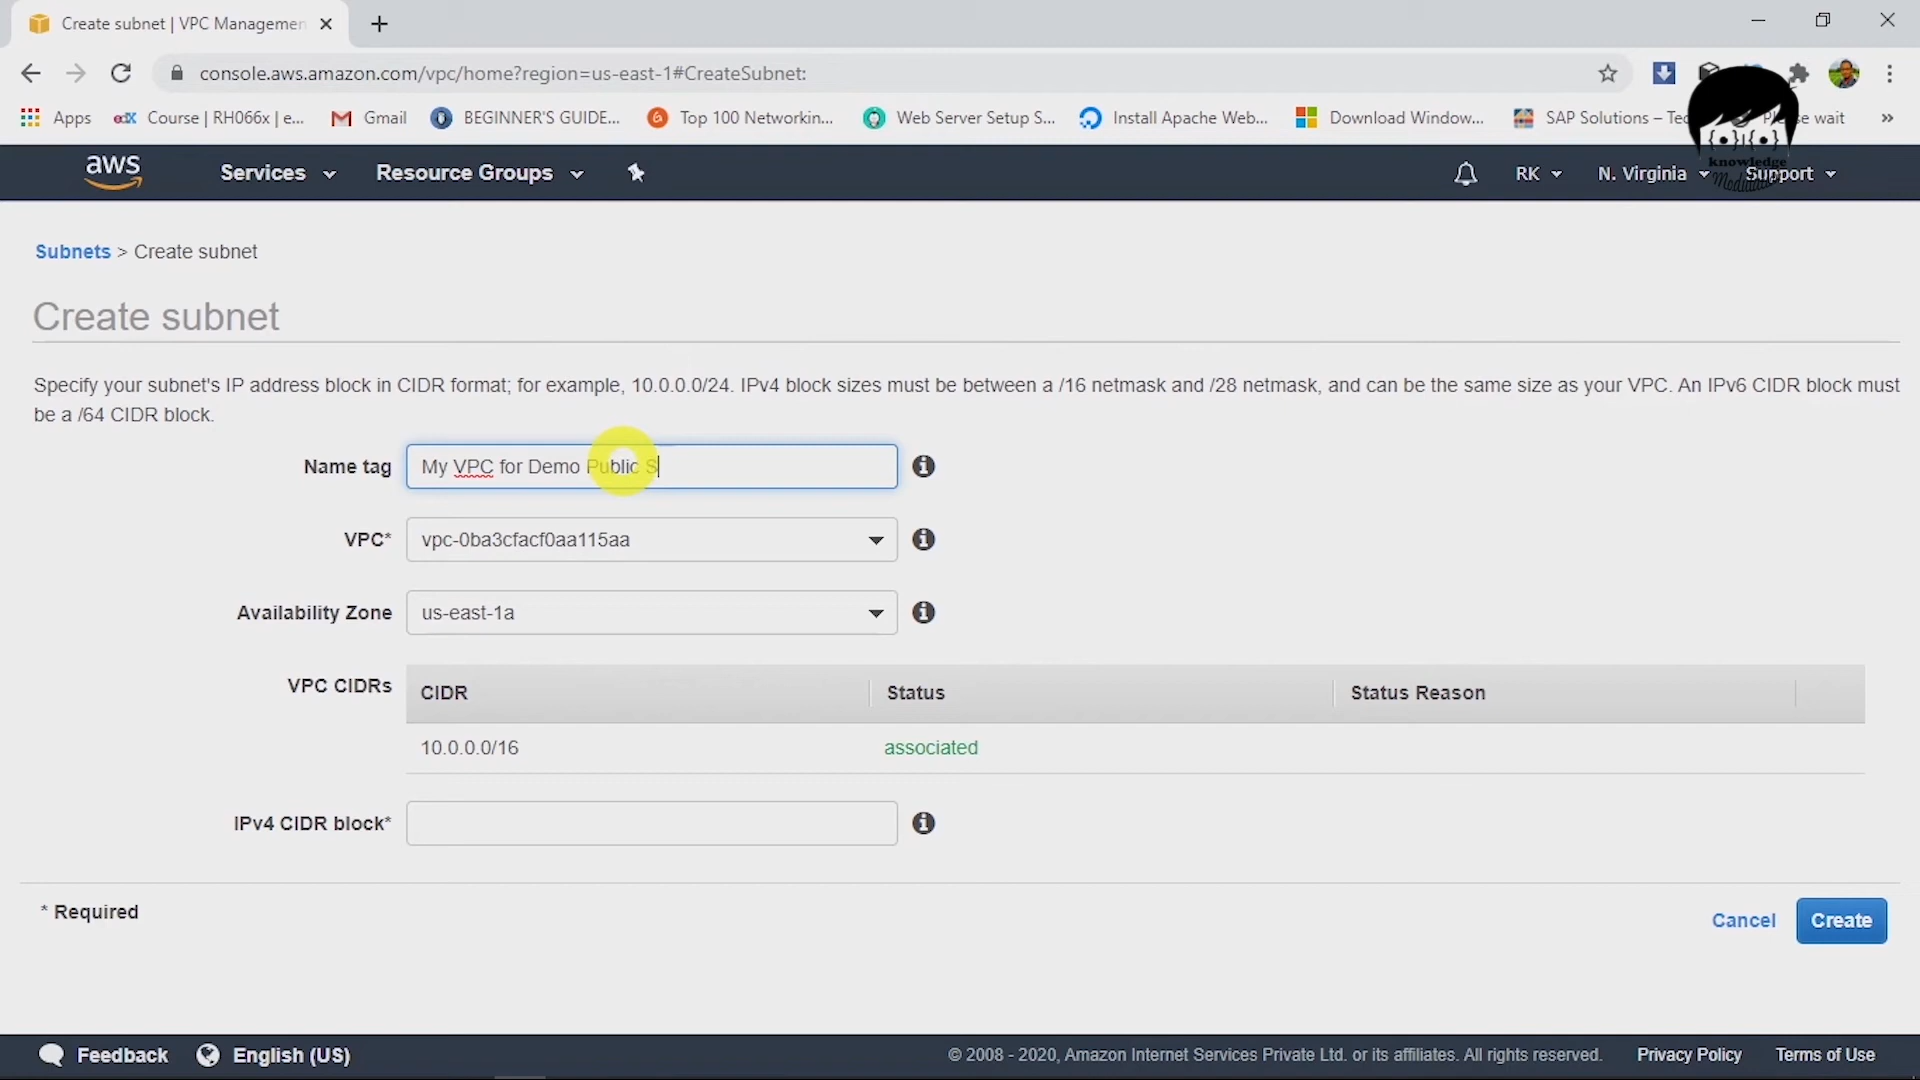 Create subnet | VPC Managemen
console.aws.amazon.com/vpc/home?region=us-east-1#CreateSubnet:
Apps
edX Course | RH066x | e...
Gmail
BEGINNER'S GUIDE...
Top 100 Networkin...
Web Server Setup S...
Install Apache Web...
Download Window...
SAP Solutions – Tec
Please wait
»
knowledge
aws
Services
Resource Groups
RK
N. Virginia
Support
Subnets > Create subnet
Create subnet
Specify your subnet's IP address block in CIDR format; for example, 10.0.0.0/24. IPv4 block sizes must be between a /16 netmask and /28 netmask, and can be the same size as your VPC. An IPv6 CIDR block must
be a /64 CIDR block.
Name tag
My VPC for Demo Public S
VPC*
vpc-0ba3cfacf0aa115aa
Availability Zone
us-east-1a
VPC CIDRs
CIDR
Status
Status Reason
10.0.0.0/16
associated
IPv4 CIDR block*
* Required
Cancel
Create
Feedback
English (US)
© 2008 - 2020, Amazon Internet Services Private Ltd. or its affiliates. All rights reserved.
Privacy Policy
Terms of Use